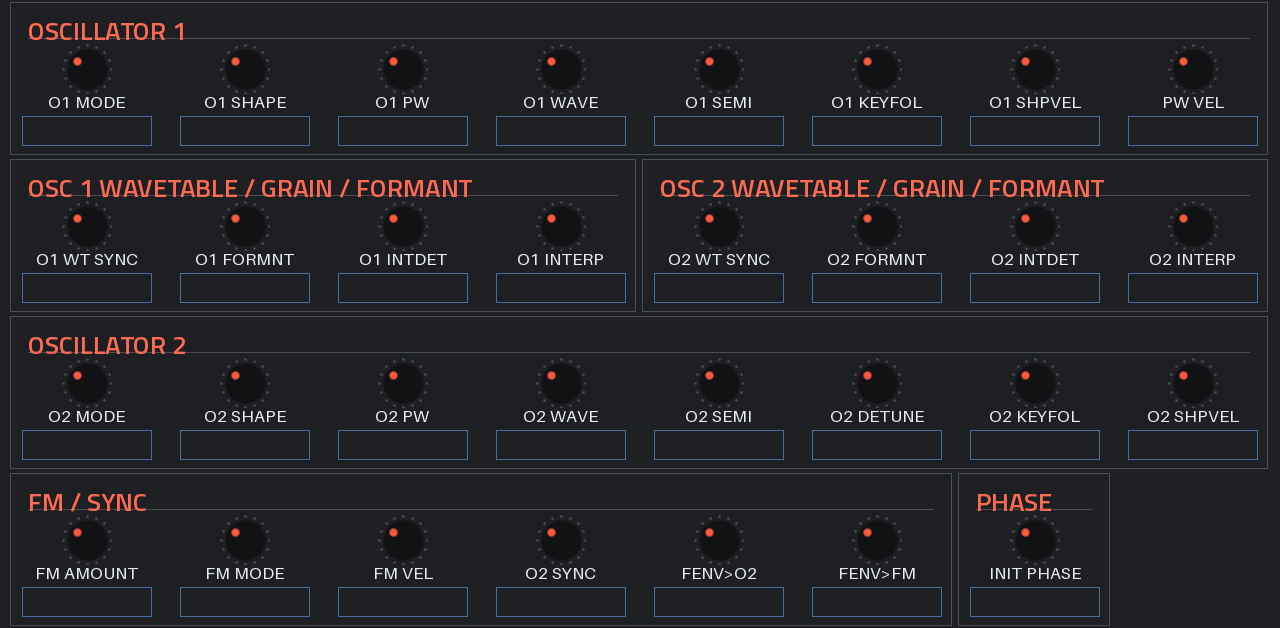 OSCILLATOR 1
O1 MODE O1 SHAPE O1 PW O1 WAVE O1 SEMI O1 KEYFOL O1 SHPVEL PW VEL
OSC 1 WAVETABLE / GRAIN / FORMANT OSC 2 WAVETABLE / GRAIN / FORMANT
O1 WT SYNC O1 FORMNT O1 INTDET O1 INTERP O2 WT SYNC O2 FORMNT O2 INTDET O2 INTERP
OSCILLATOR 2
O2 MODE O2 SHAPE O2 PW O2 WAVE O2 SEMI O2 DETUNE O2 KEYFOL O2 SHPVEL
FM / SYNC PHASE
FM AMOUNT FM MODE FM VEL O2 SYNC FENV>O2 FENV>FM INIT PHASE